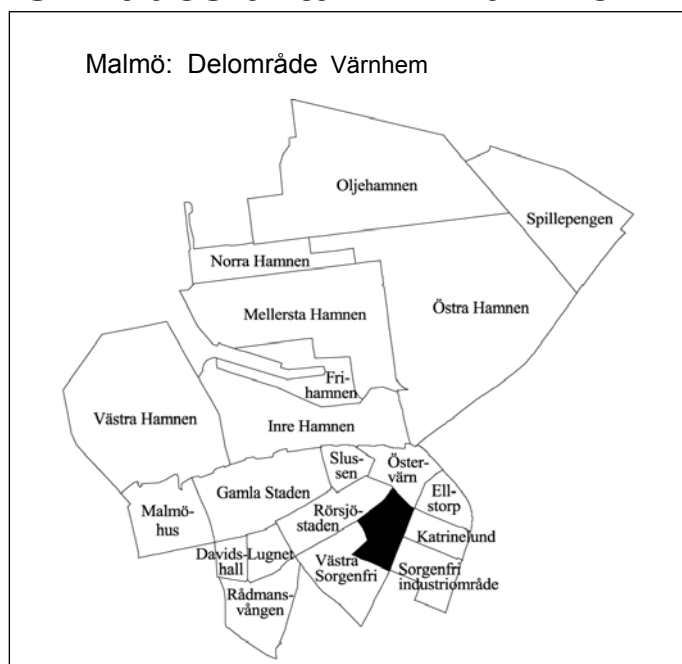 Malmö: Delområde Värnhem
Oljehamnen
Spillepengen
Norra Hamnen
Mellersta Hamnen
Östra Hamnen
Fri-
hamnen
Västra Hamnen
Inre Hamnen
Slus-
sen
Öster-
värn
Gamla Staden
Ell-
storp
Malmö-
hus
Rörsjö-
staden
Katrinelund
Davids-
hall
Lugnet
Västra
Sorgenfri
Sorgenfri
industriområde
Rådmans-
vången